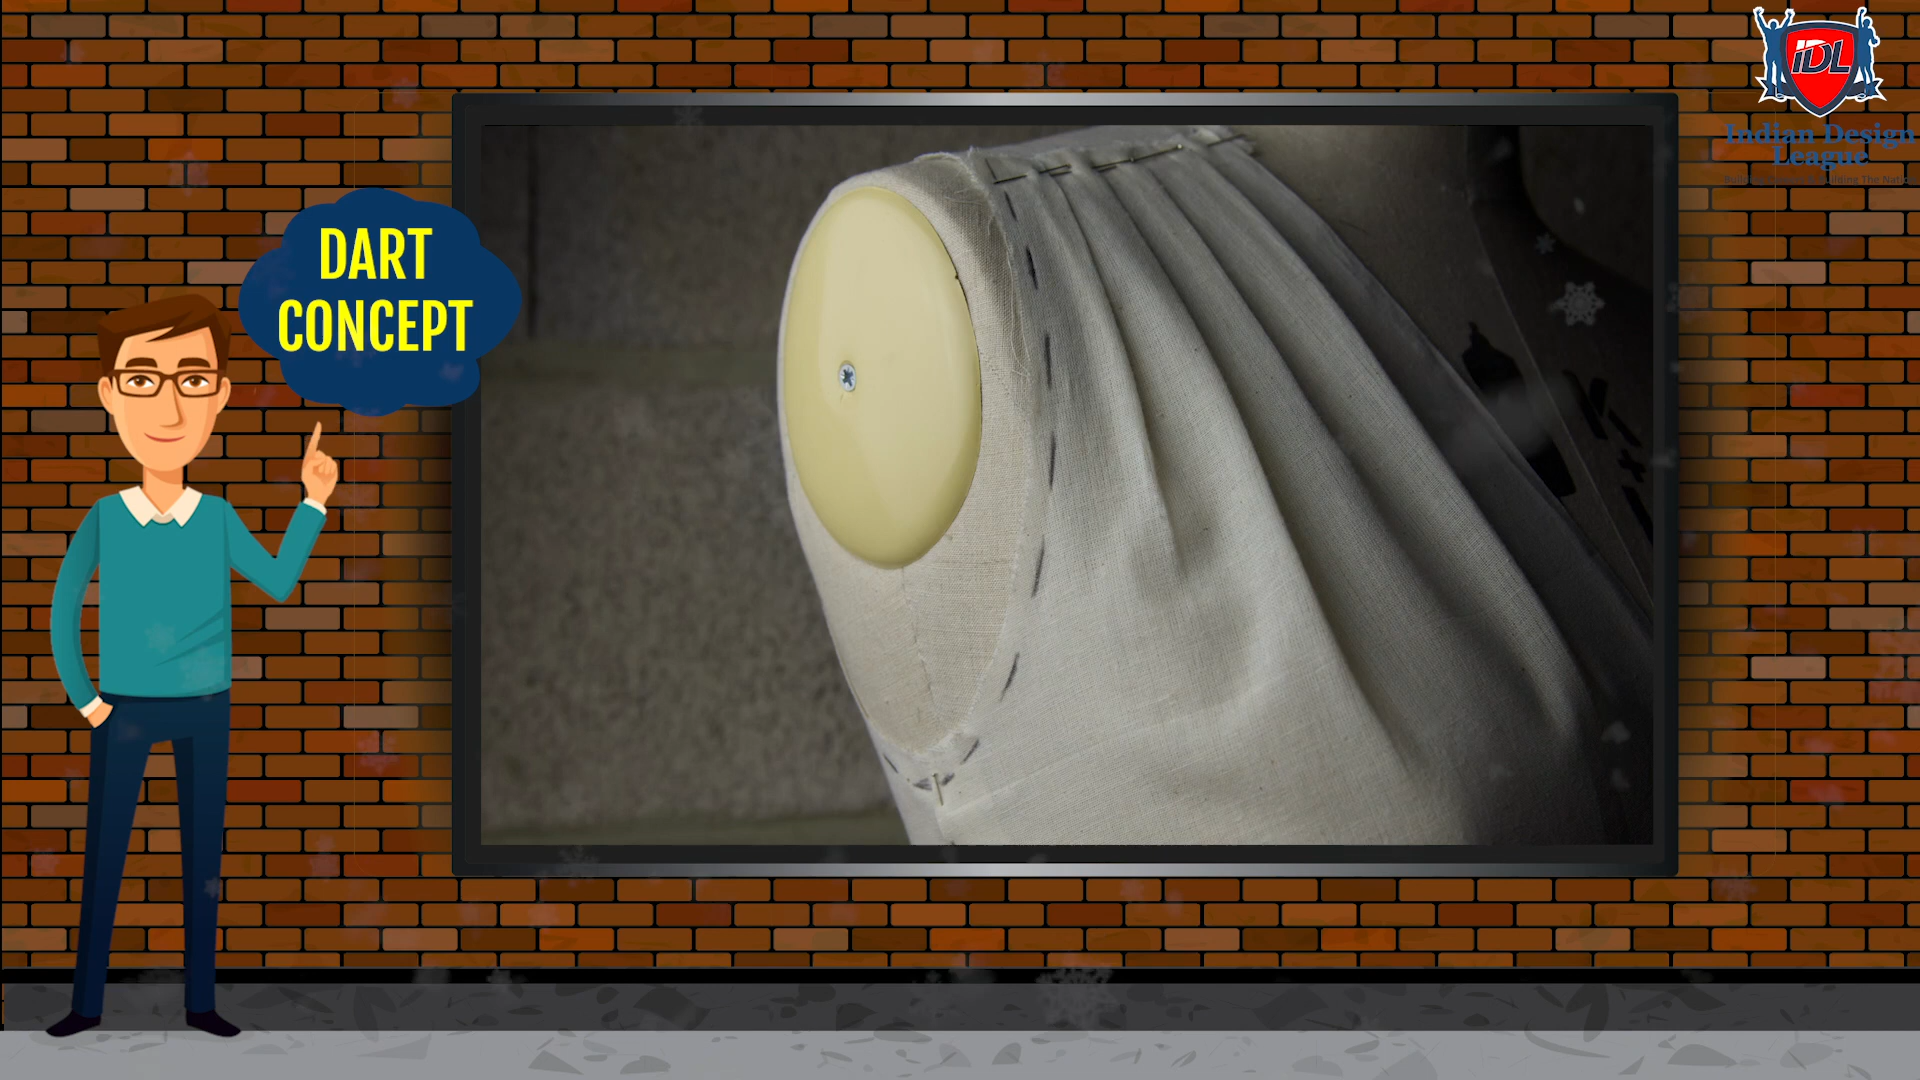 DART
CONCEPT
IDL
Indian Design
League